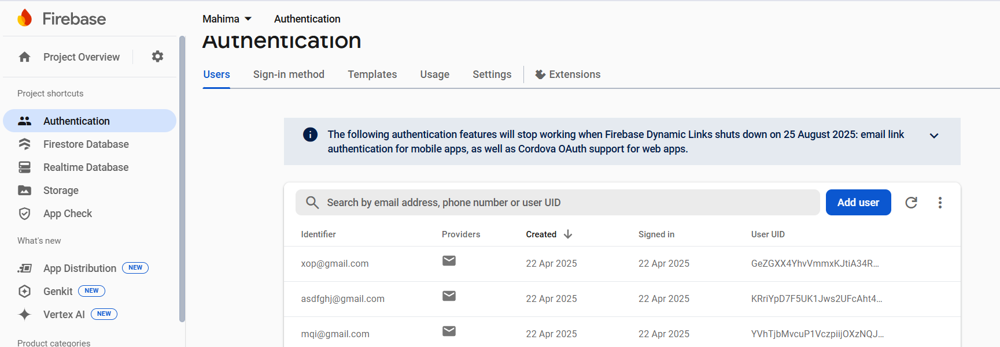 Firebase
Mahima
Authentication
Authentication
Project Overview
Users
Sign-in method
Templates
Usage
Settings
Extensions
Project shortcuts
Authentication
Firestore Database
Realtime Database
Storage
App Check
What's new
App Distribution NEW
Genkit NEW
Vertex AI NEW
Product categories
The following authentication features will stop working when Firebase Dynamic Links shuts down on 25 August 2025: email link
authentication for mobile apps, as well as Cordova OAuth support for web apps.
Search by email address, phone number or user UID
Add user
Identifier Providers Created Signed in User UID
xop@gmail.com 22 Apr 2025 22 Apr 2025 GeZGXX4YhvVmmxKJtiA34R...
asdfghj@gmail.com 22 Apr 2025 22 Apr 2025 KRriYpD7F5UK1Jws2UFcAht4...
mqi@gmail.com 22 Apr 2025 22 Apr 2025 YVhTjbMvcuP1VczpiijOXzNQJ...